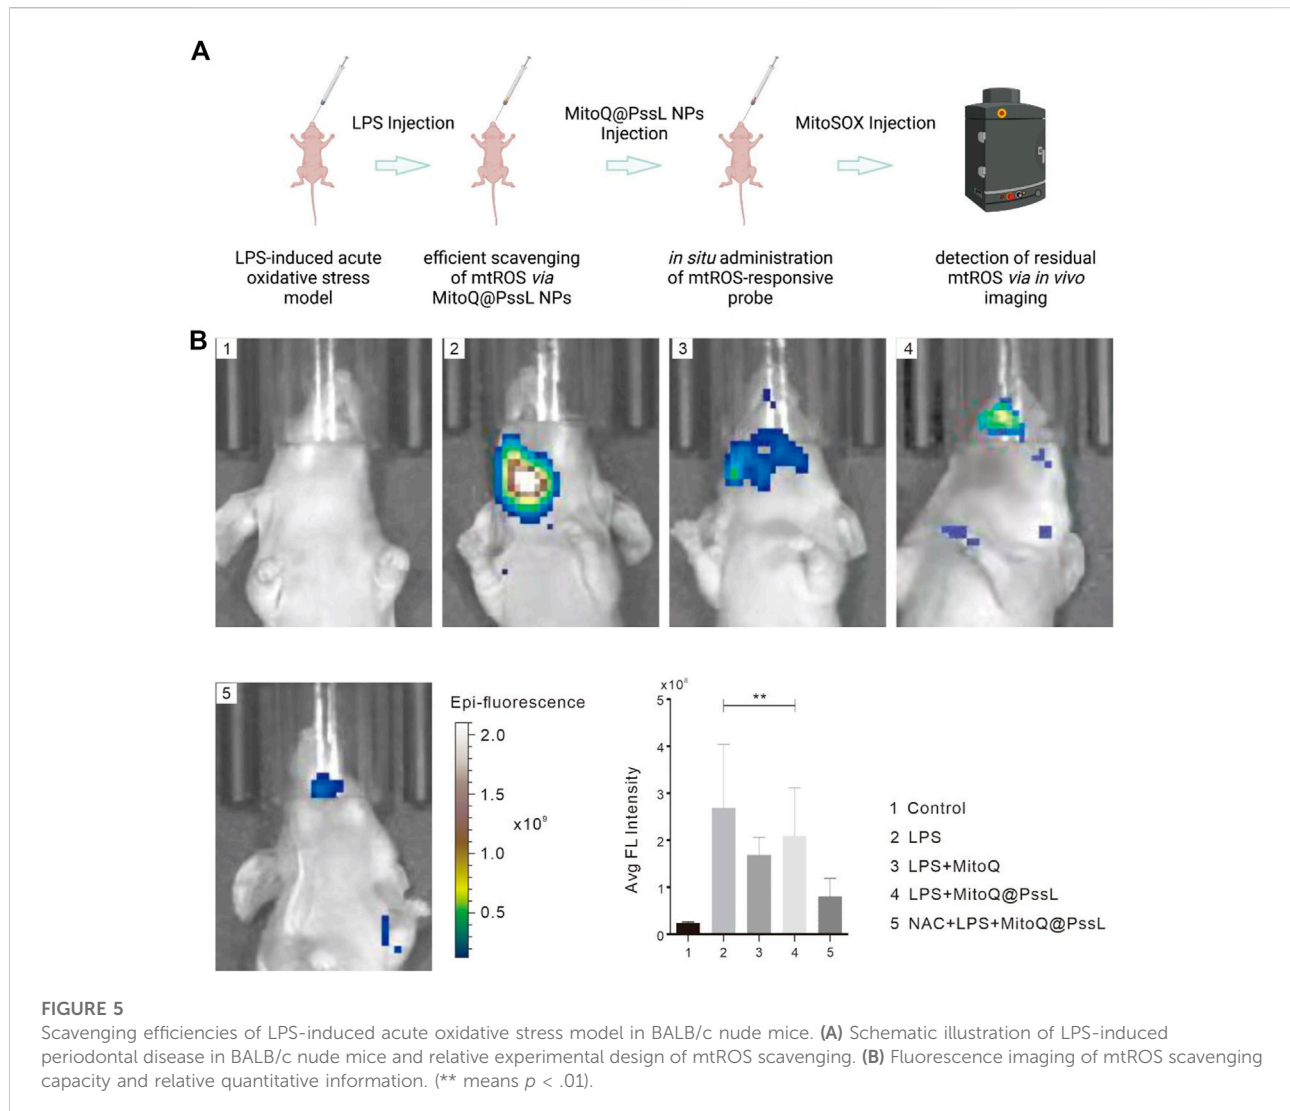 A
LPS Injection
MitoQ@PssL NPs
Injection
MitoSOX Injection
LPS-induced acute
oxidative stress
model
efficient scavenging
of mtROS via
MitoQ@PssL NPs
in situ administration
of mtROS-responsive
probe
detection of residual
mtROS via in vivo
imaging
B
1
2
3
4
5
Epi-fluorescence
2.0
1.5
1.0
0.5
x10⁹
x10⁸
Avg FL Intensity
5
4
3
2
1
0
**
1
2
3
4
5
1 Control
2 LPS
3 LPS+MitoQ
4 LPS+MitoQ@PssL
5 NAC+LPS+MitoQ@PssL
FIGURE 5
Scavenging efficiencies of LPS-induced acute oxidative stress model in BALB/c nude mice. (A) Schematic illustration of LPS-induced
periodontal disease in BALB/c nude mice and relative experimental design of mtROS scavenging. (B) Fluorescence imaging of mtROS scavenging
capacity and relative quantitative information. (** means p < .01).